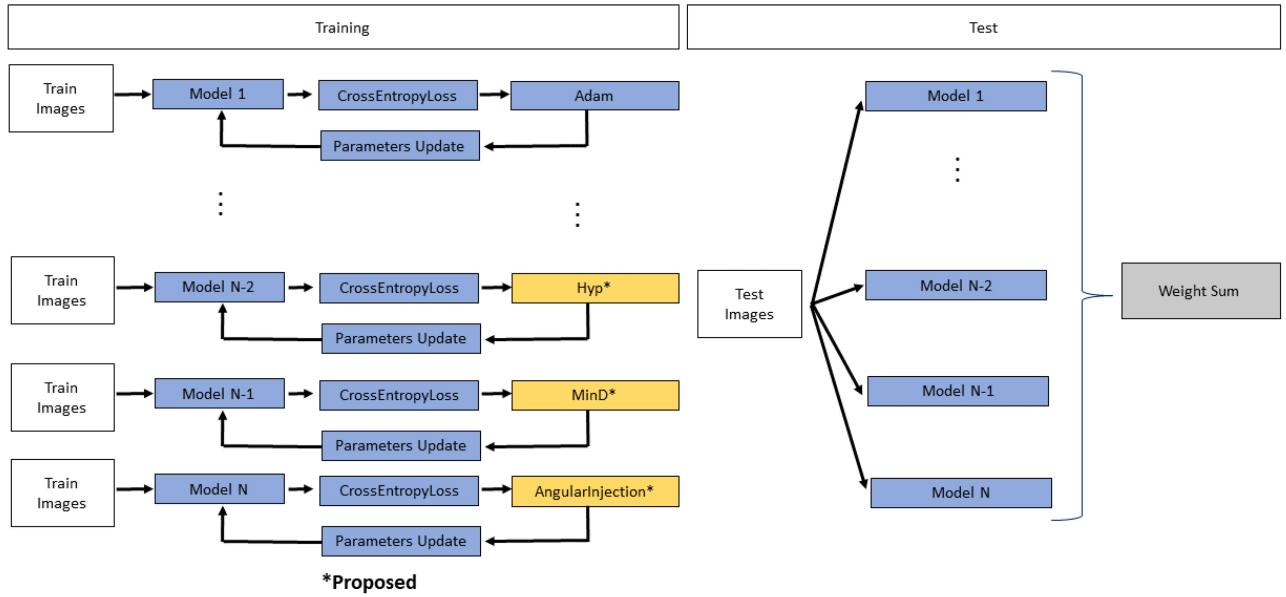 Training
Test
Train
Images
Model 1
CrossEntropyLoss
Adam
Parameters Update
Train
Images
Model N-2
CrossEntropyLoss
Hyp*
Parameters Update
Train
Images
Model N-1
CrossEntropyLoss
MinD*
Parameters Update
Train
Images
Model N
CrossEntropyLoss
AngularInjection*
Parameters Update
*Proposed
Test
Images
Model 1
Model N-2
Model N-1
Model N
Weight Sum